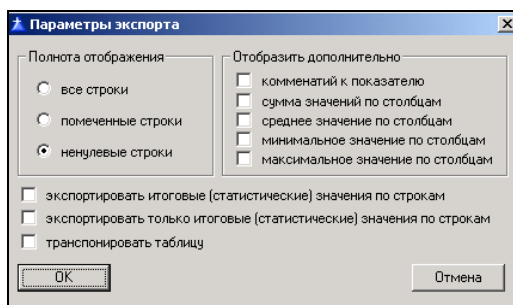 Параметры экспорта
Полнота отображения
все строки
помеченные строки
ненулевые строки
Отобразить дополнительно
комменатий к показателю
сумма значений по столбцам
среднее значение по столбцам
минимальное значение по столбцам
максимальное значение по столбцам
экспортировать итоговые (статистические) значения по строкам
экспортировать только итоговые (статистические) значения по строкам
транспонировать таблицу
OK
Отмена